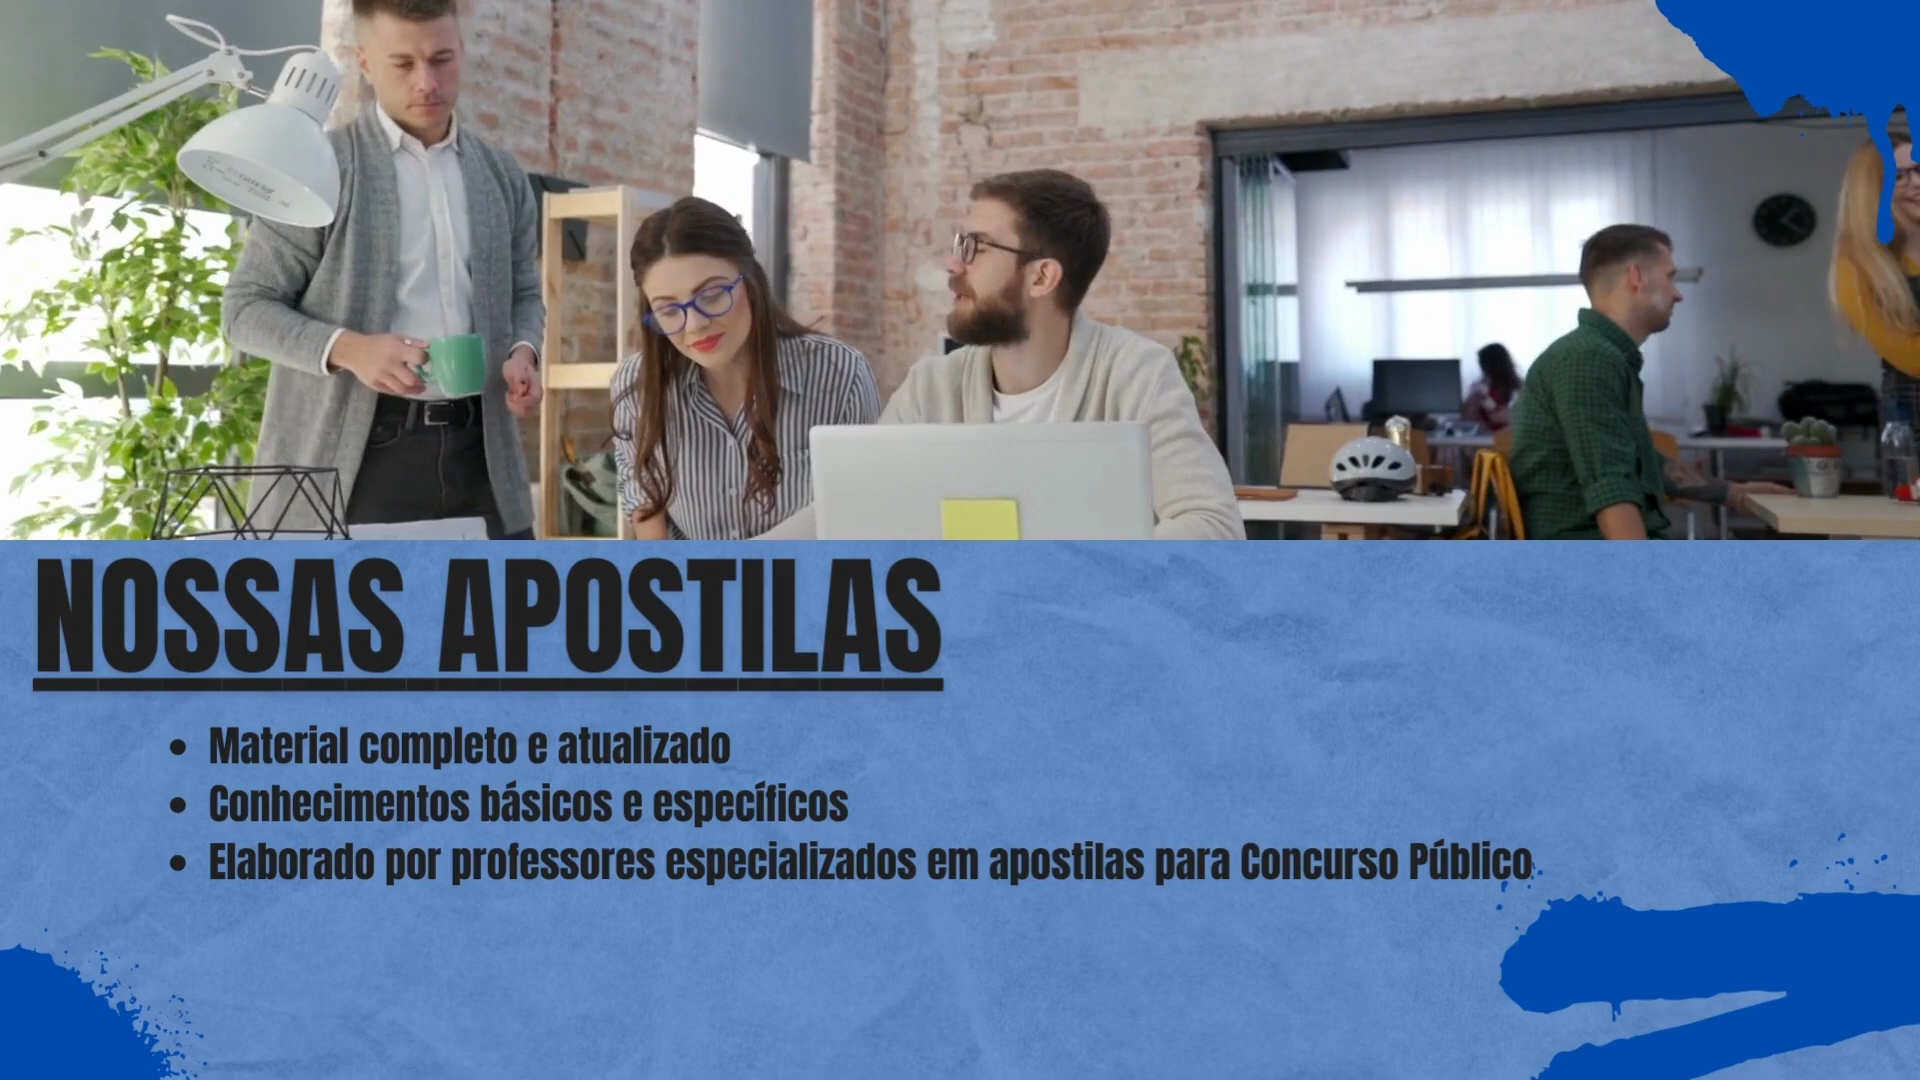 NOSSAS APOSTILAS
• Material completo e atualizado
• Conhecimentos básicos e específicos
• Elaborado por professores especializados em apostilas para Concurso Público